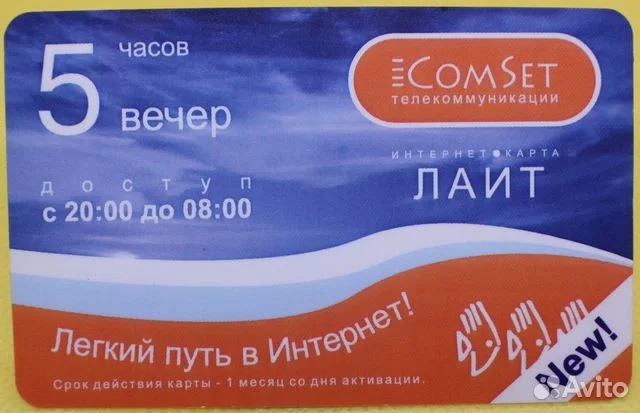 5 часов
вечер
доступ
с 20:00 до 08:00
ComSet
телекоммуникации
ИНТЕРНЕТ●КАРТА
ЛАЙТ
Легкий путь в Интернет!
Срок действия карты - 1 месяц со дня активации.
New!
Avito